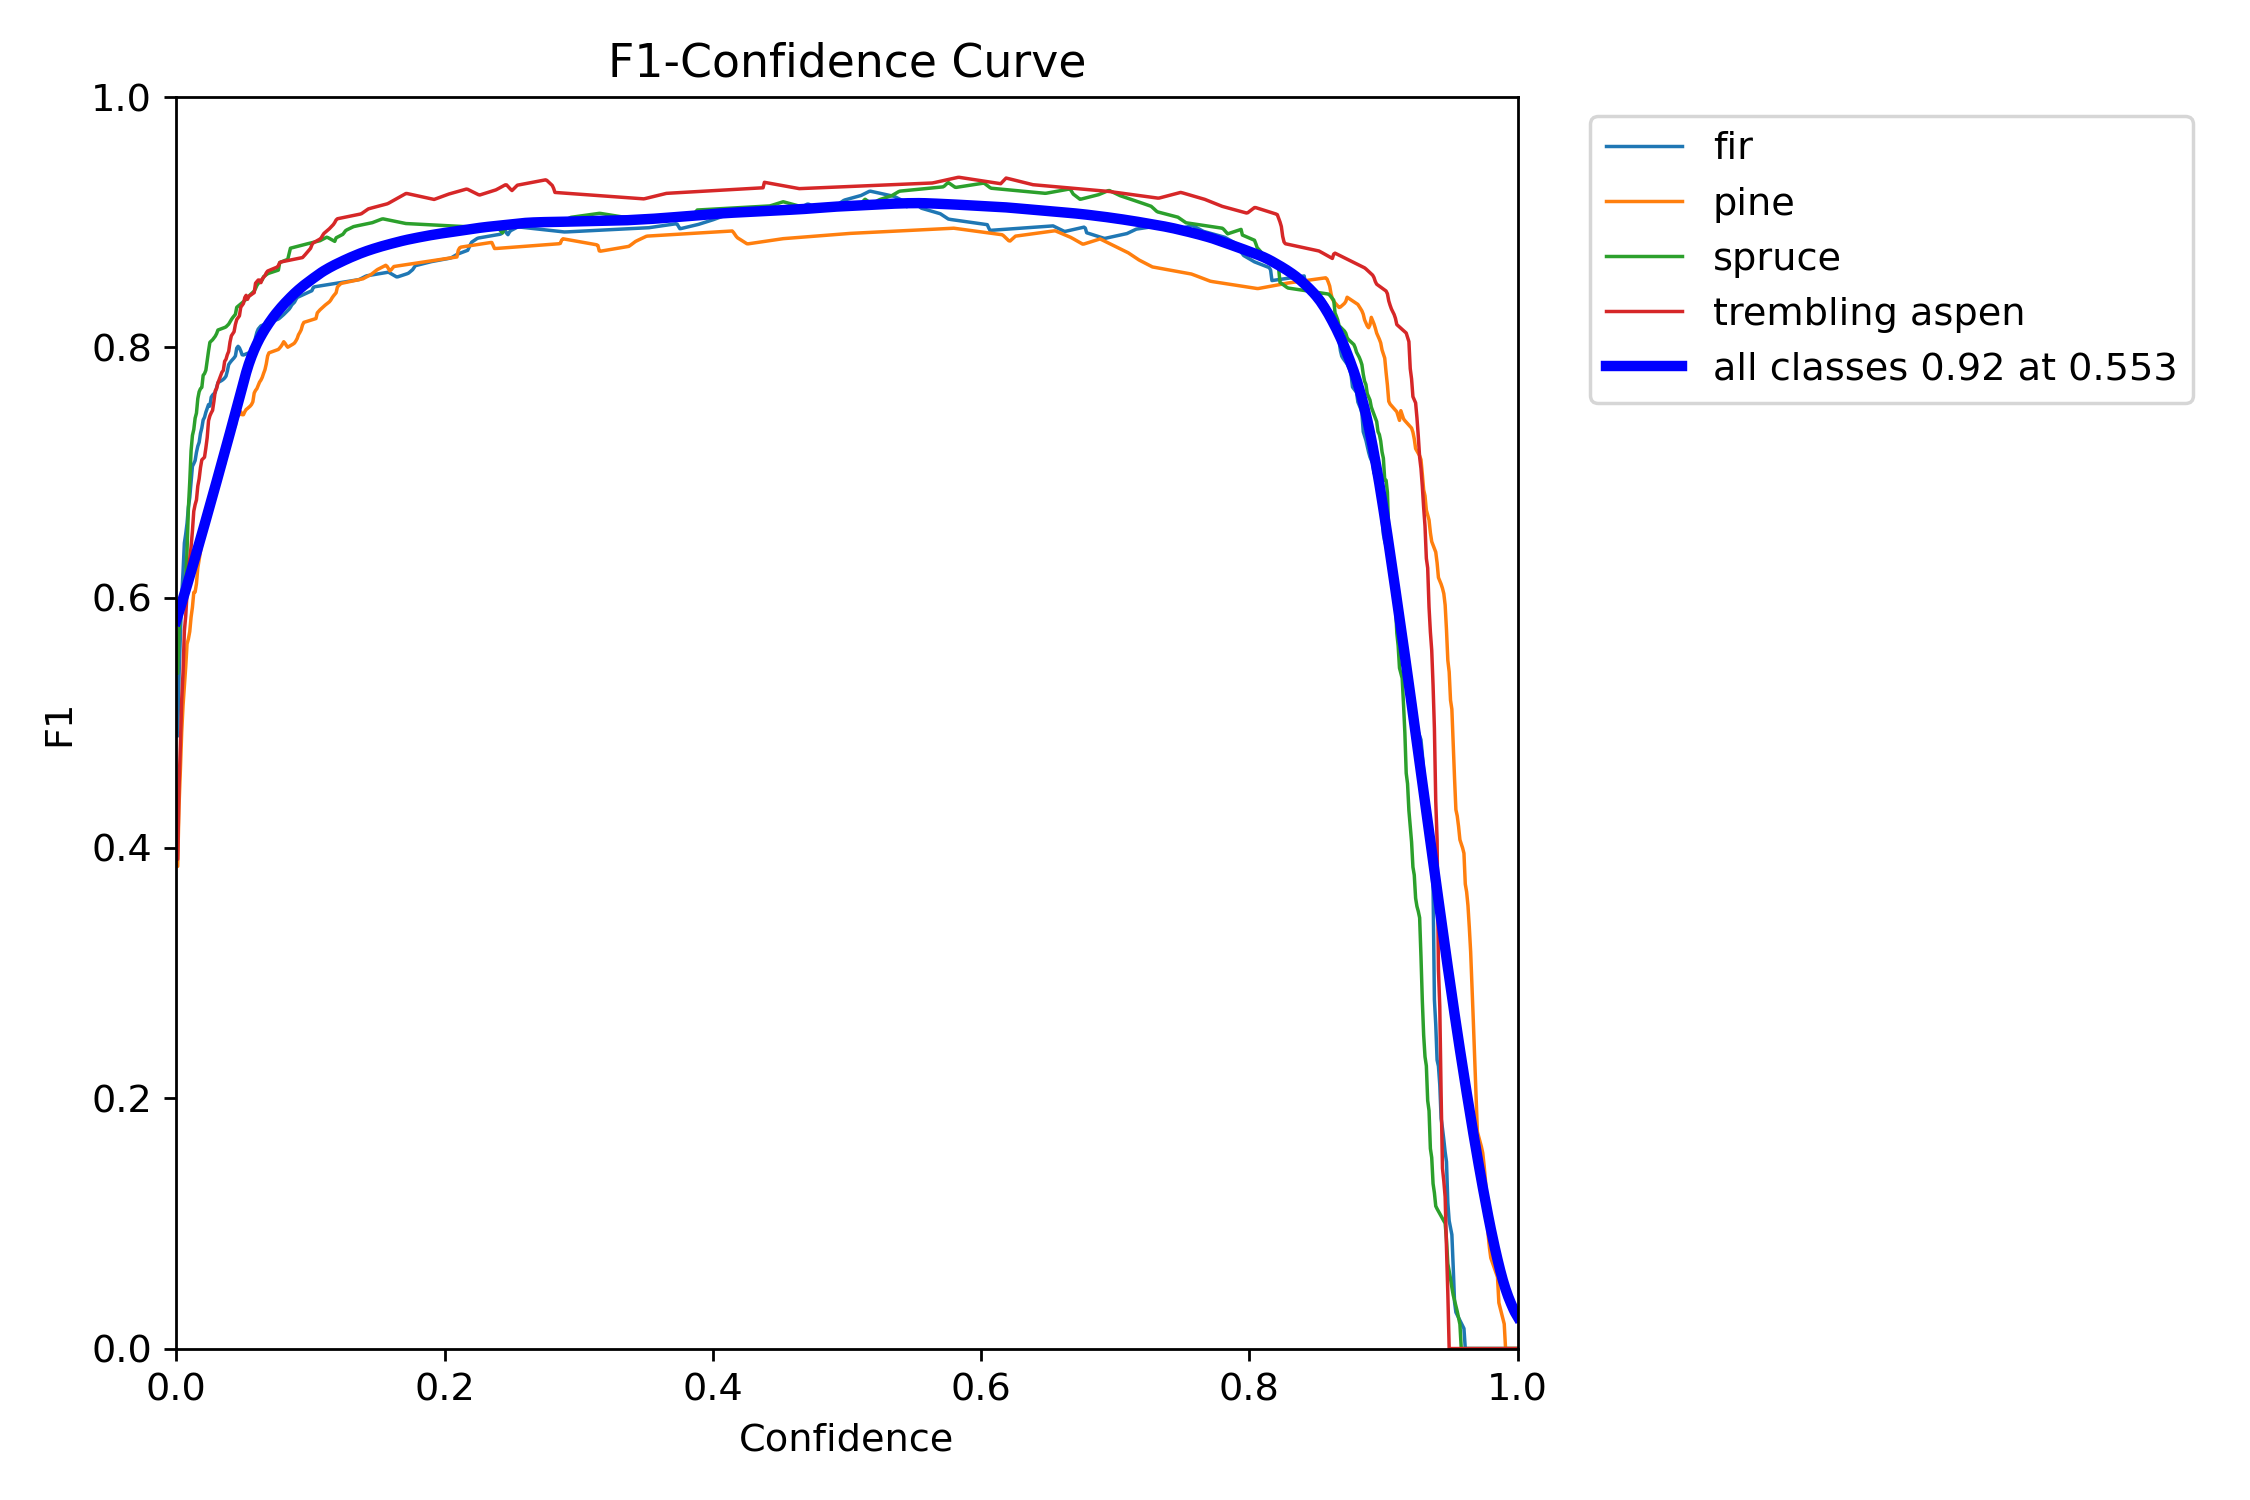 F1-Confidence Curve
1.0
0.8
0.6
0.4
0.2
0.0
F1
0.0 0.2 0.4 0.6 0.8 1.0
Confidence
fir
pine
spruce
trembling aspen
all classes 0.92 at 0.553